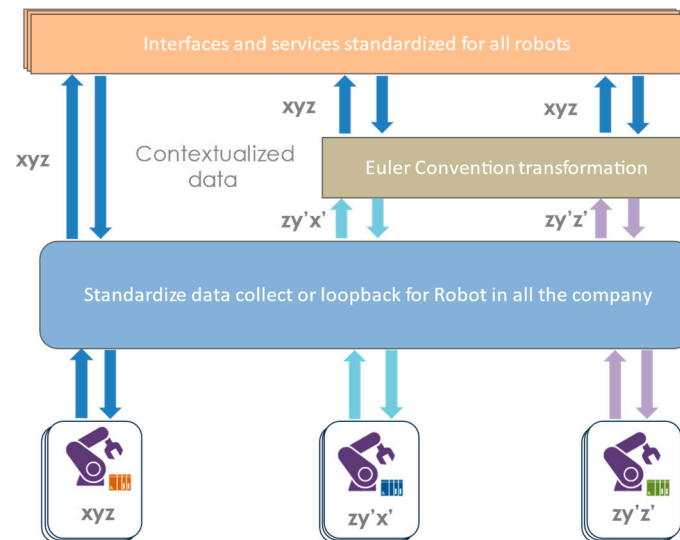 Interfaces and services standardized for all robots
xyz
xyz
xyz
Contextualized
data
Euler Convention transformation
zy'x'
zy'z'
Standardize data collect or loopback for Robot in all the company
xyz
zy'x'
zy'z'